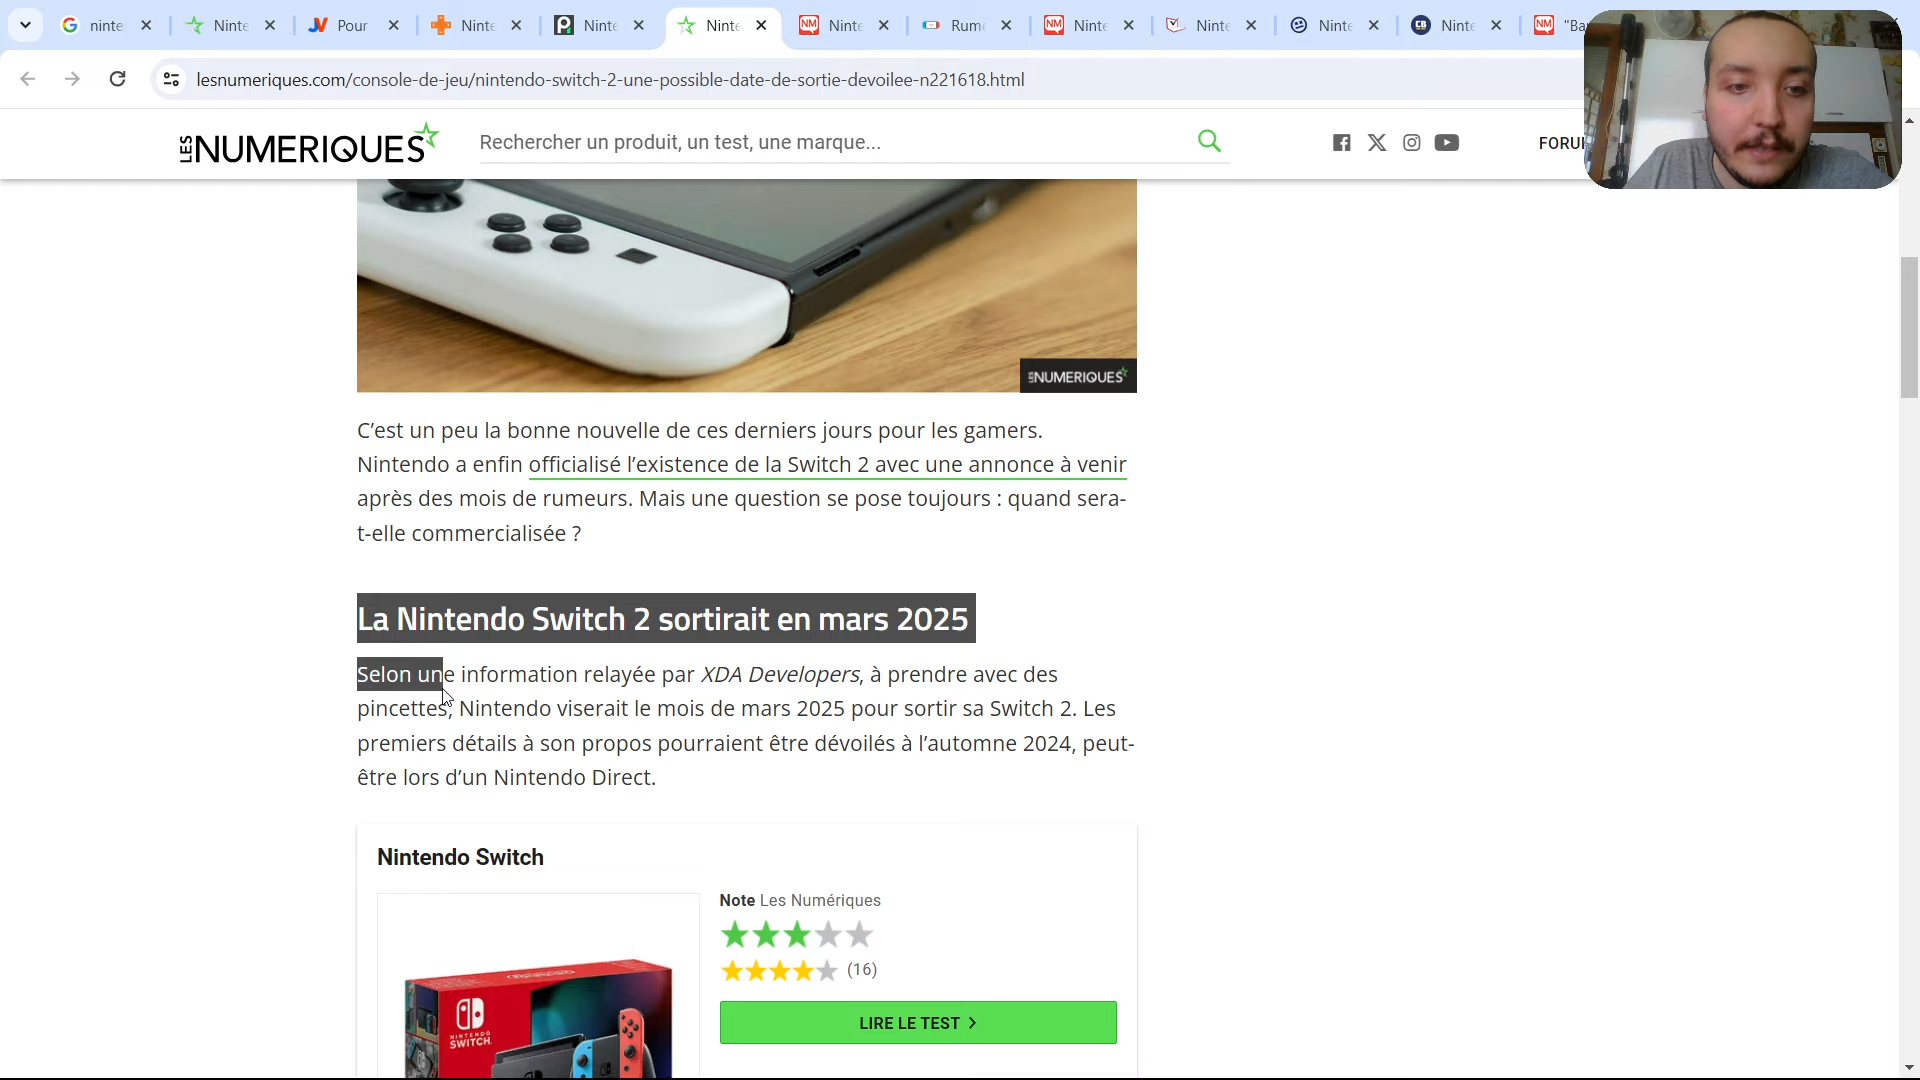 ninte
Ninte
Pour
Ninte
Ninte
Ninte
NM
Ninte
Rum
NM
Ninte
Ninte
Ninte
CB
Ninte
NM
"Ba
lesnumeriques.com/console-de-jeu/nintendo-switch-2-une-possible-date-de-sortie-devoilee-n221618.html
LES NUMERIQUES
Rechercher un produit, un test, une marque...
FORU
LES NUMERIQUES
C'est un peu la bonne nouvelle de ces derniers jours pour les gamers.
Nintendo a enfin officialisé l'existence de la Switch 2 avec une annonce à venir
après des mois de rumeurs. Mais une question se pose toujours : quand sera-
t-elle commercialisée ?
La Nintendo Switch 2 sortirait en mars 2025
Selon une information relayée par XDA Developers, à prendre avec des
pincettes, Nintendo viserait le mois de mars 2025 pour sortir sa Switch 2. Les
premiers détails à son propos pourraient être dévoilés à l'automne 2024, peut-
être lors d'un Nintendo Direct.
Nintendo Switch
Note Les Numériques
(16)
LIRE LE TEST >
Nintendo
NINTENDO
SWITCH